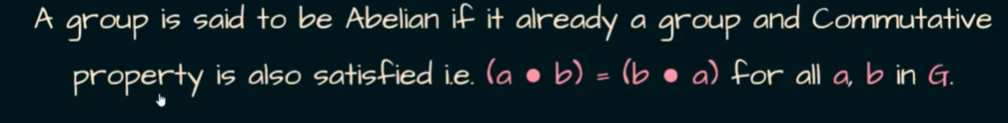 A group is said to be Abelian if it already a group and Commutative
property is also satisfied i.e. (a • b) = (b • a) for all a, b in G.